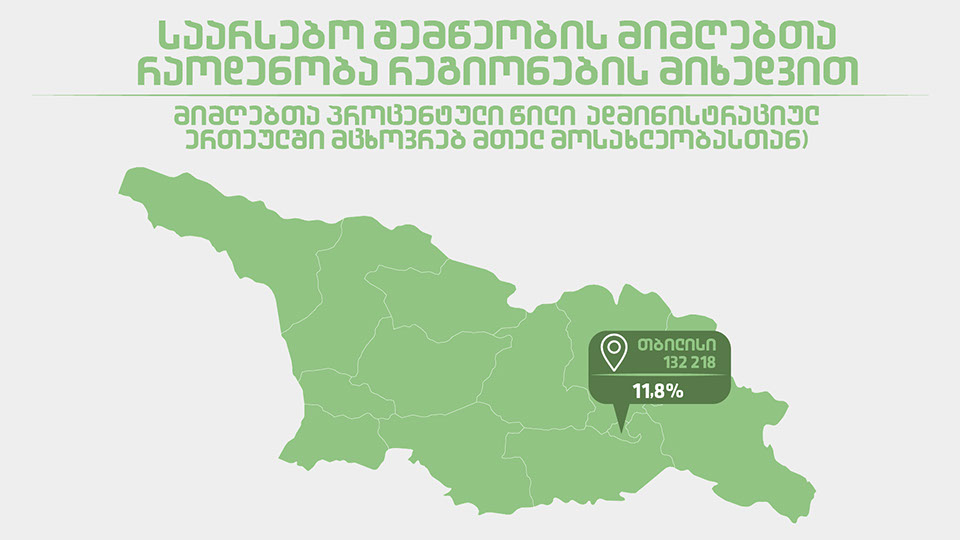 საარსებო შემწეობის მიმღებთა
რაოდენობა რეგიონების მიხედვით
მიმღებთა პროცენტული წილი ადმინისტრაციულ
ერთეულში მცხოვრებ მთელ მოსახლეობასთან)
თბილისი
132 218
11,8%